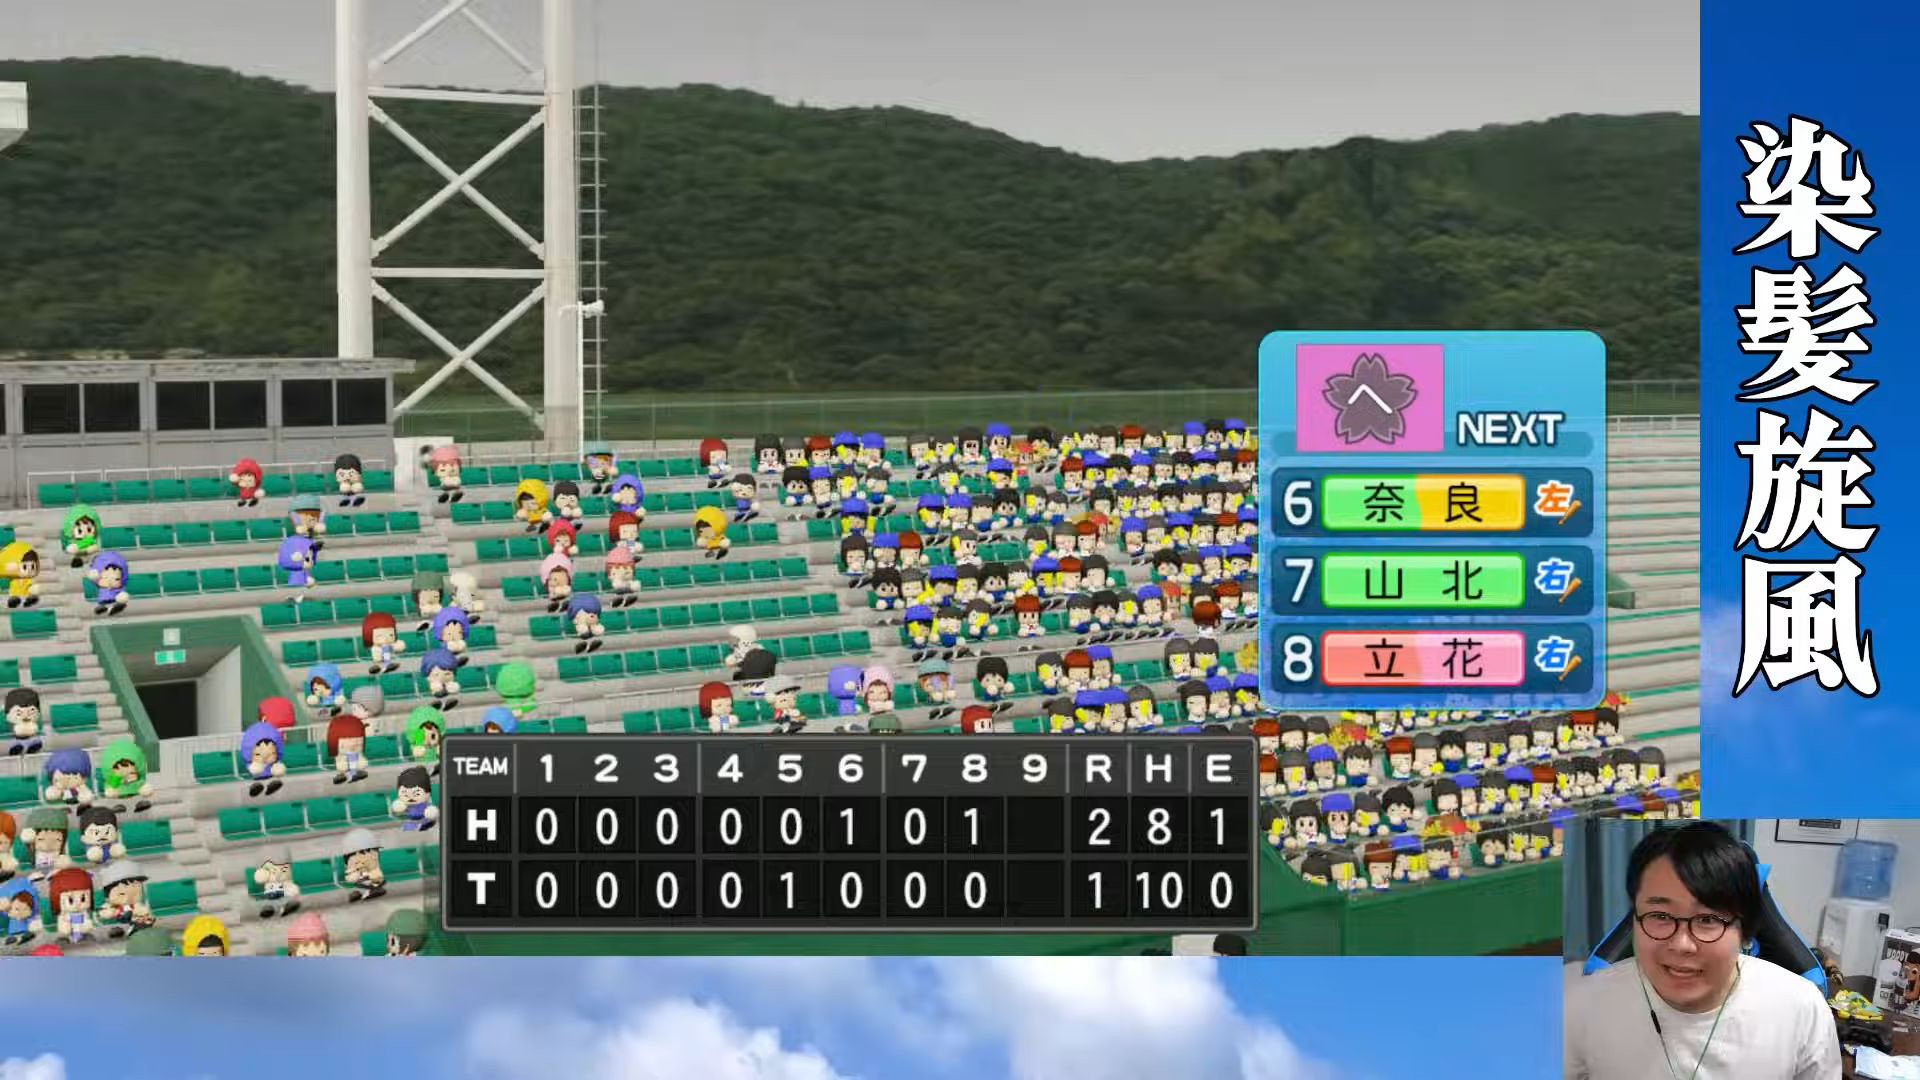 へ NEXT
6 奈良 左
7 山北 右
8 立花 右
TEAM 1 2 3 4 5 6 7 8 9 R H E
H 0 0 0 0 0 1 0 1 2 8 1
T 0 0 0 0 1 0 0 0 1 10 0
染髪旋風